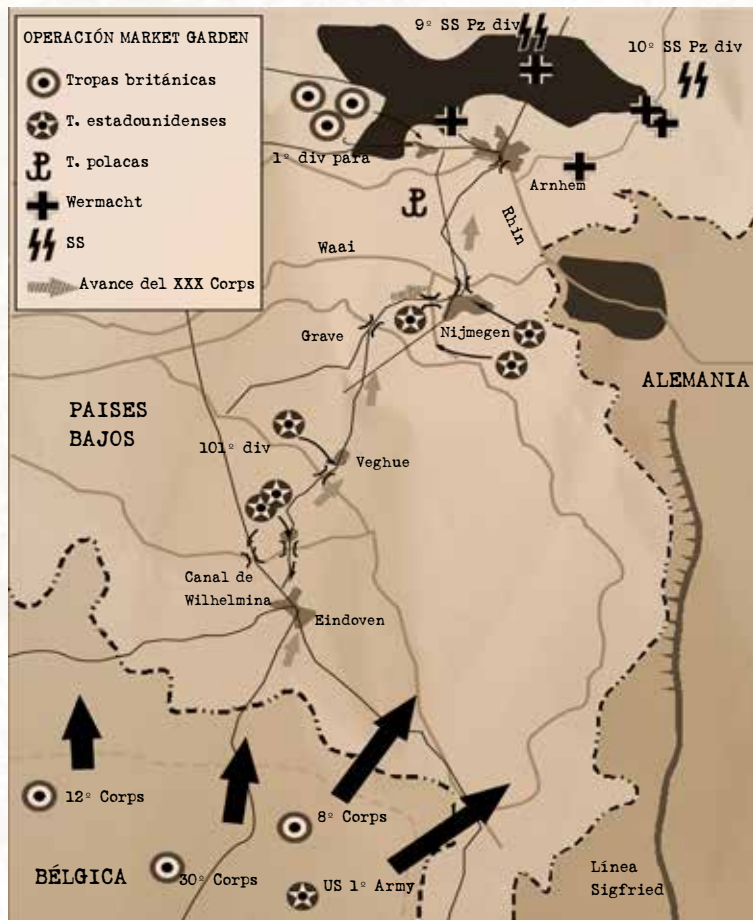 OPERACIÓN MARKET GARDEN
Tropas británicas
T. estadounidenses
T. polacas
Wermacht
SS
Avance del XXX Corps
9º SS Pz div
10º SS Pz div
1º div para
Arnhem
Rhin
Waai
Grave
Nijmegen
ALEMANIA
PAISES
BAJOS
101º div
Veghue
Canal de
Wilhelmina
Eindoven
12º Corps
8º Corps
BÉLGICA
30º Corps
US 1º Army
Línea
Sigfried